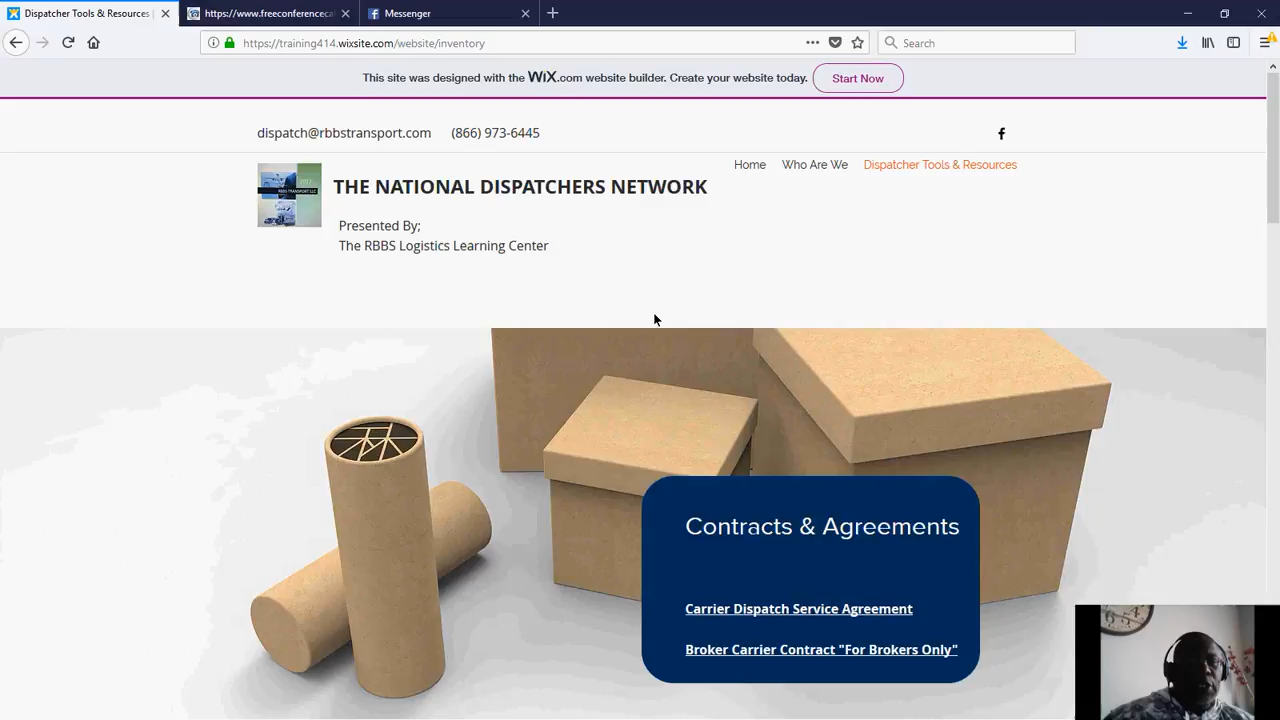 Dispatcher Tools & Resources
https://www.freeconferenceca
Messenger
https://training414.wixsite.com/website/inventory
Search
This site was designed with the WiX.com website builder. Create your website today.
Start Now
dispatch@rbbstransport.com (866) 973-6445
Home Who Are We Dispatcher Tools & Resources
THE NATIONAL DISPATCHERS NETWORK
RBBS TRANSPORT LLC
Presented By;
The RBBS Logistics Learning Center
Contracts & Agreements
Carrier Dispatch Service Agreement
Broker Carrier Contract "For Brokers Only"